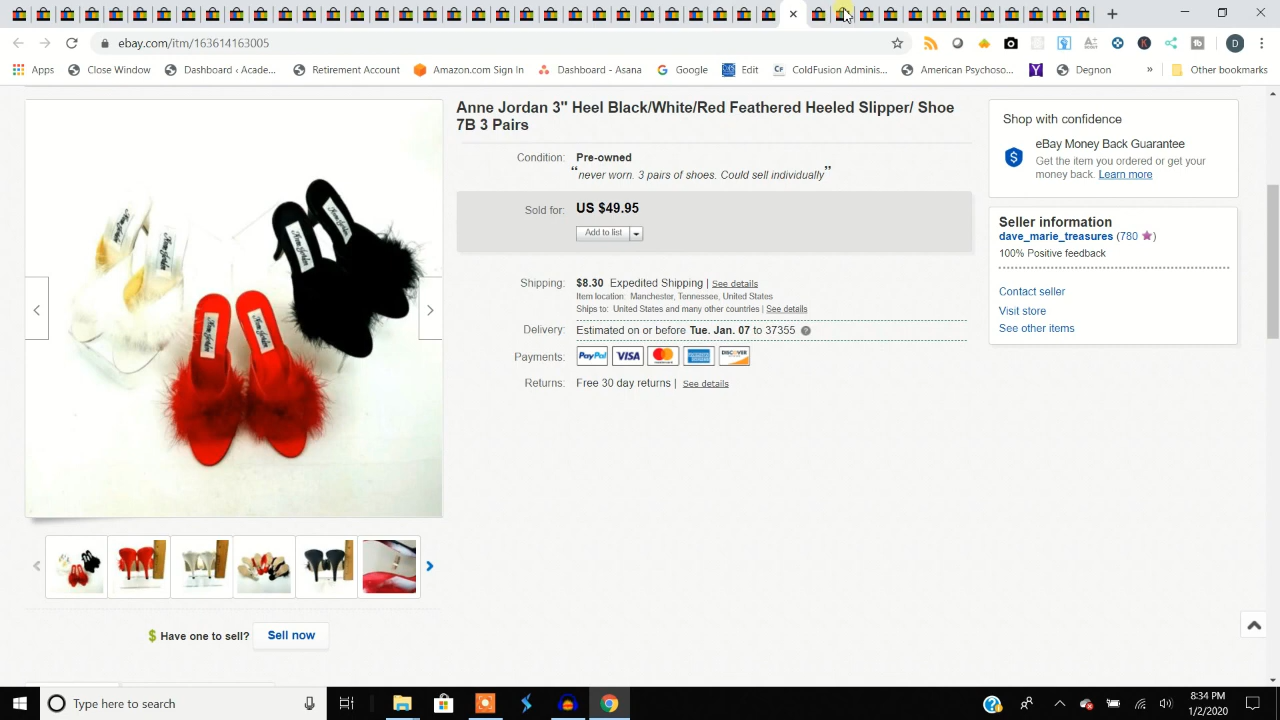 ebay.com/itm/163614163005
D
Apps
Close Window
Dashboard ‹ Acade...
Retirement Account
Amazon.com Sign In
Dashboard - Asana
Google
Edit
ColdFusion Adminis...
American Psychoso...
Degnon
»
Other bookmarks
Anne Jordan 3" Heel Black/White/Red Feathered Heeled Slipper/ Shoe
7B 3 Pairs
Condition: Pre-owned
“never worn. 3 pairs of shoes. Could sell individually”
Sold for: US $49.95
Add to list
Shipping: $8.30 Expedited Shipping | See details
Item location: Manchester, Tennessee, United States
Ships to: United States and many other countries | See details
Delivery: Estimated on or before Tue. Jan. 07 to 37355
Payments: PayPal VISA MasterCard DISCOVER
Returns: Free 30 day returns | See details
Shop with confidence
eBay Money Back Guarantee
Get the item you ordered or get your
money back. Learn more
Seller information
dave_marie_treasures (780 )
100% Positive feedback
Contact seller
Visit store
See other items
Have one to sell? Sell now
Type here to search
8:34 PM
1/2/2020